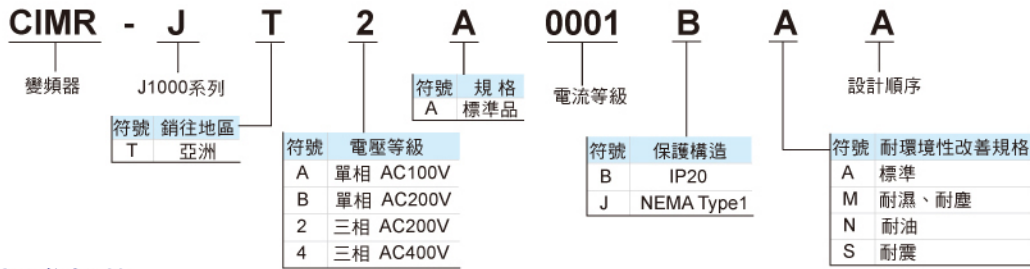 CIMR - J T 2 A 0001 B A A
變頻器
J1000系列
符號 銷往地區
T 亞洲
符號 電壓等級
A 單相 AC100V
B 單相 AC200V
2 三相 AC200V
4 三相 AC400V
符號 規格
A 標準品
電流等級
符號 保護構造
B IP20
J NEMA Type1
設計順序
符號 耐環境性改善規格
A 標準
M 耐濕、耐塵
N 耐油
S 耐震